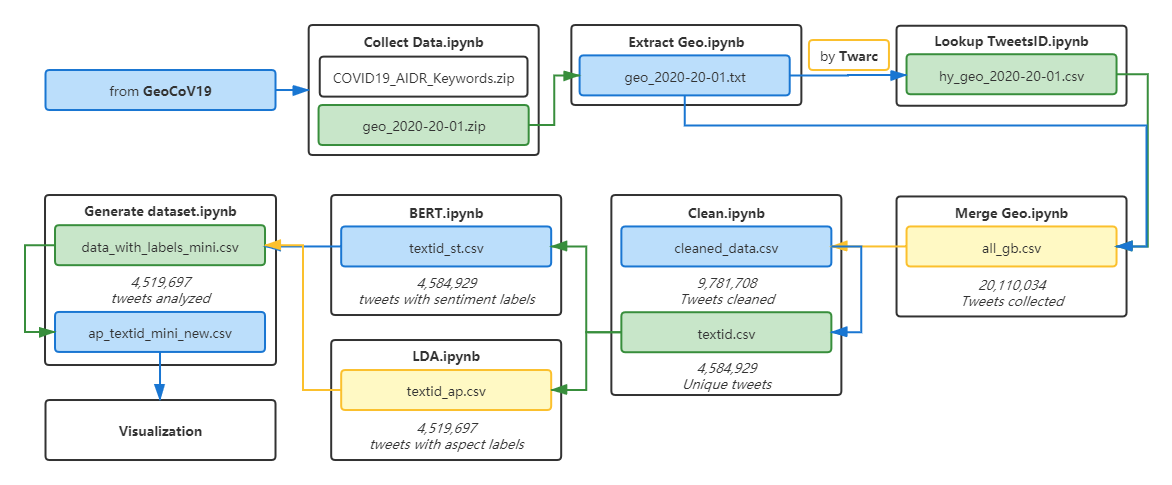 Collect Data.ipynb
COVID19_AIDR_Keywords.zip
geo_2020-20-01.zip
from GeoCoV19
Extract Geo.ipynb
geo_2020-20-01.txt
by Twarc
Lookup TweetsID.ipynb
hy_geo_2020-20-01.csv
Generate dataset.ipynb
data_with_labels_mini.csv
4,519,697
tweets analyzed
ap_textid_mini_new.csv
Visualization
BERT.ipynb
textid_st.csv
4,584,929
tweets with sentiment labels
LDA.ipynb
textid_ap.csv
4,519,697
tweets with aspect labels
Clean.ipynb
cleaned_data.csv
9,781,708
Tweets cleaned
textid.csv
4,584,929
Unique tweets
Merge Geo.ipynb
all_gb.csv
20,110,034
Tweets collected